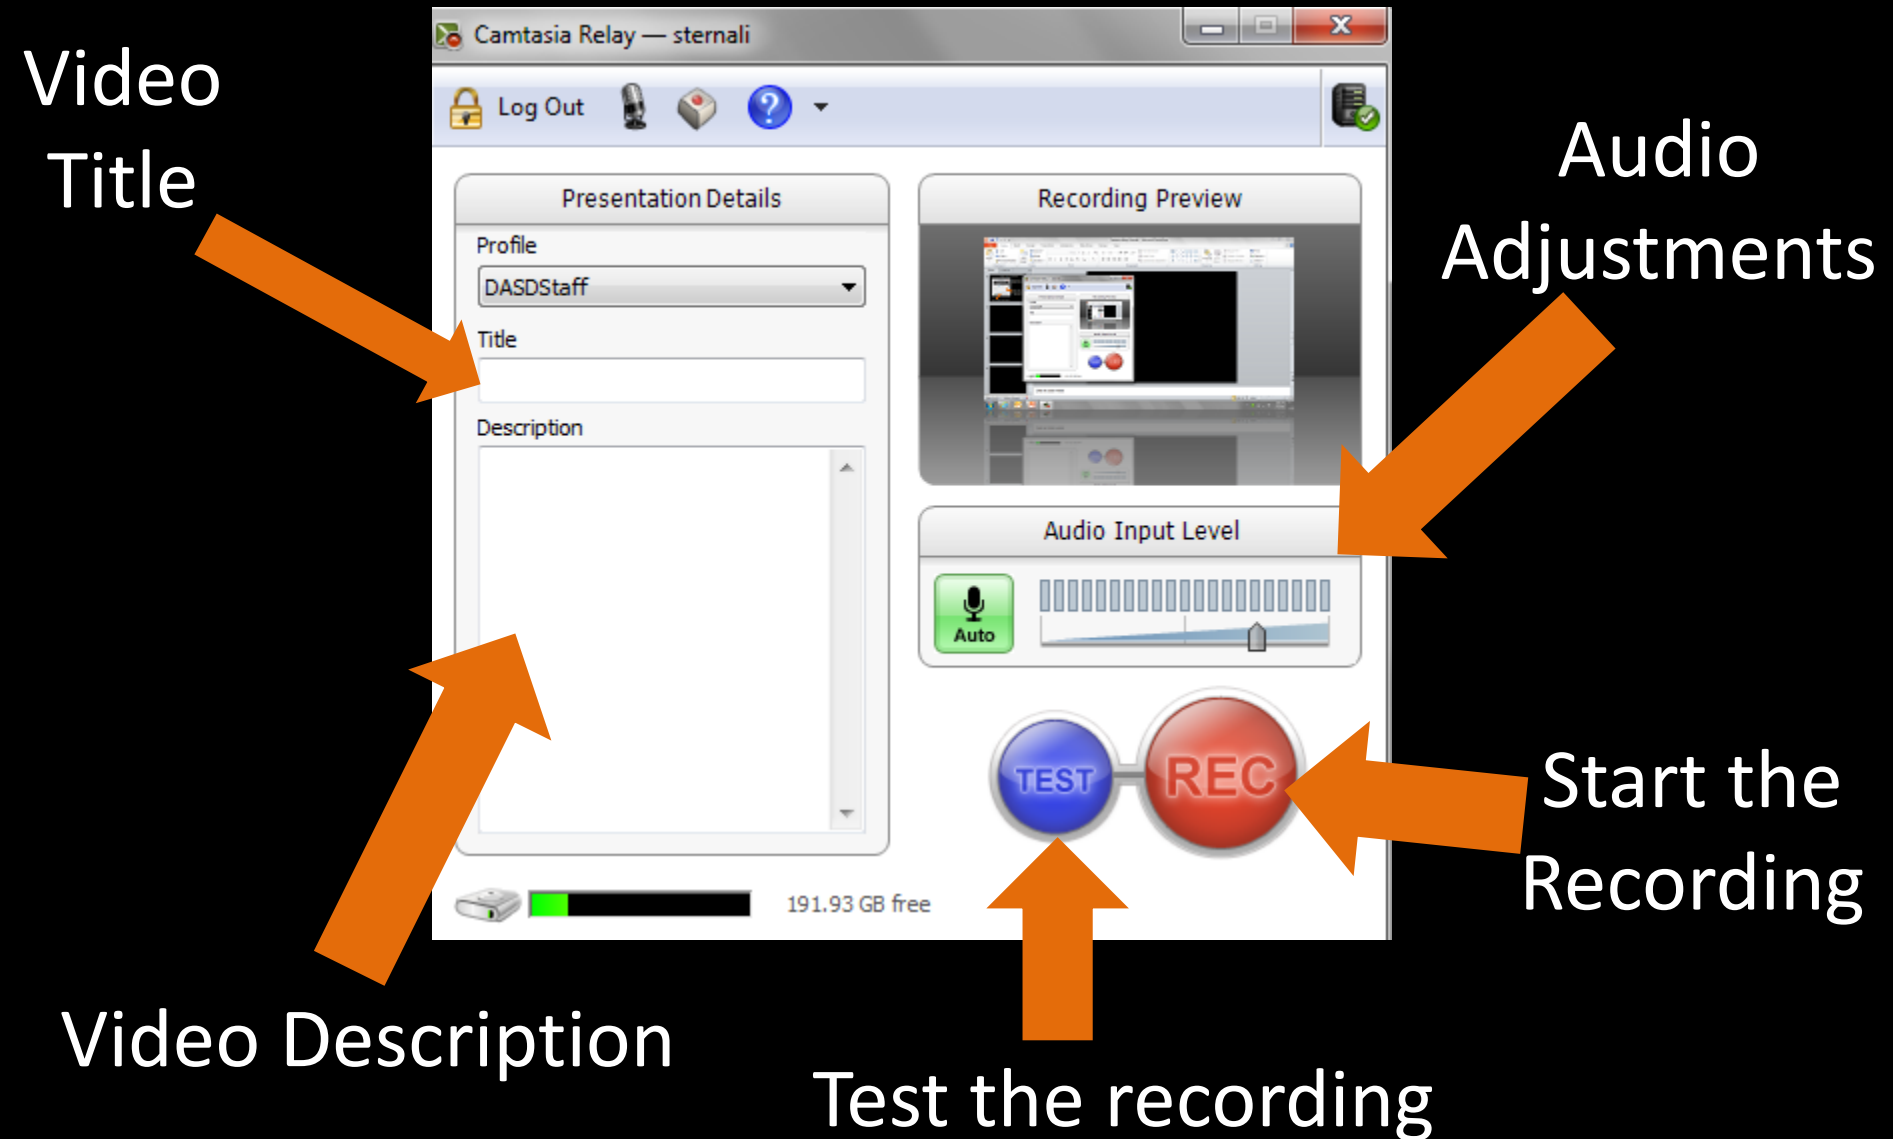 Camtasia Relay — sternali
Video
Title
Log Out
?
Audio
Adjustments
Presentation Details
Profile
DASDStaff
Title
Description
Recording Preview
Audio Input Level
Auto
TEST
REC
Start the
Recording
191.93 GB free
Video Description
Test the recording